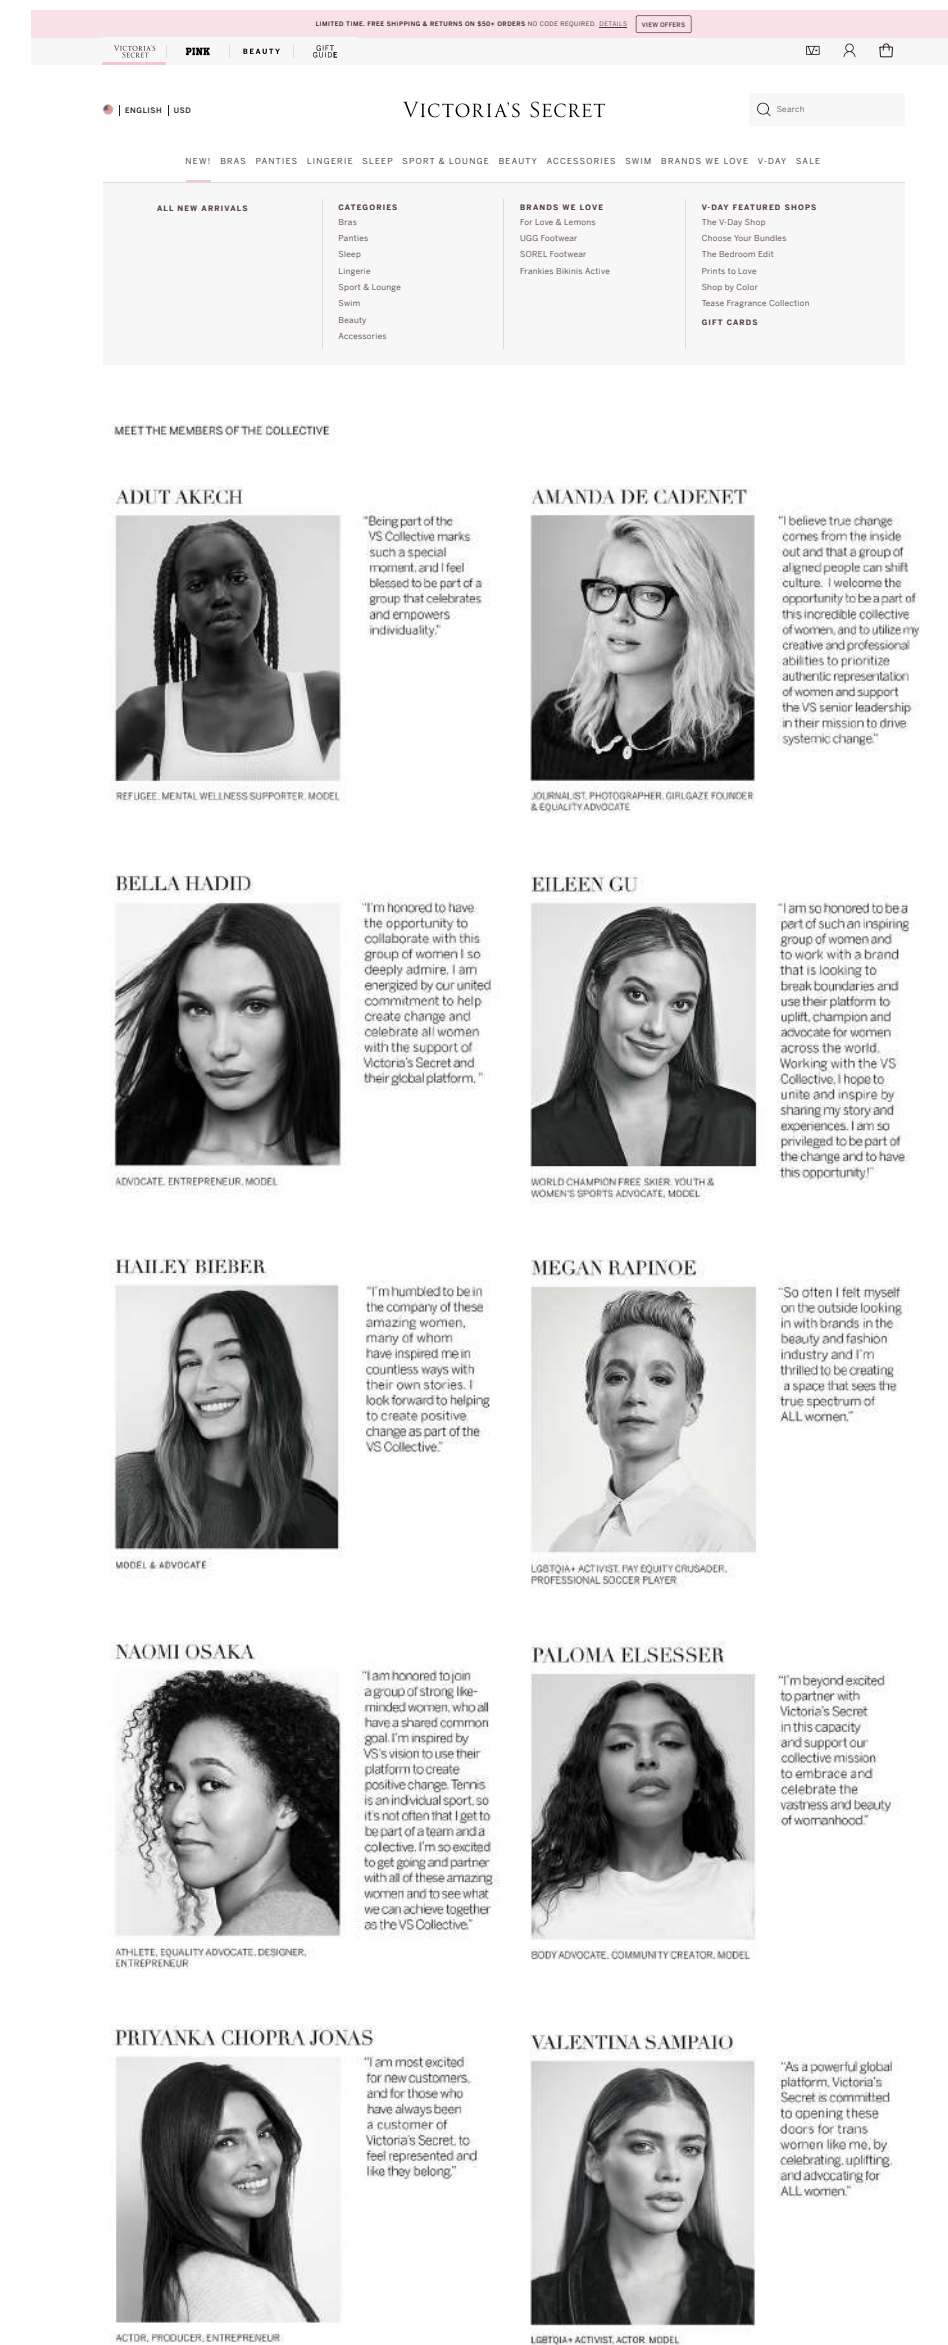 LIMITED TIME. FREE SHIPPING & RETURNS ON $50+ ORDERS NO CODE REQUIRED. DETAILS VIEW OFFERS
VICTORIA'S
SECRET
PINK
BEAUTY
GIFT
GUIDE
ENGLISH USD
VICTORIA'S SECRET
Search
NEW! BRAS PANTIES LINGERIE SLEEP SPORT & LOUNGE BEAUTY ACCESSORIES SWIM BRANDS WE LOVE V-DAY SALE
ALL NEW ARRIVALS
CATEGORIES
Bras
Panties
Sleep
Lingerie
Sport & Lounge
Swim
Beauty
Accessories
BRANDS WE LOVE
For Love & Lemons
UGG Footwear
SOREL Footwear
Frankies Bikinis Active
V-DAY FEATURED SHOPS
The V-Day Shop
Choose Your Bundles
The Bedroom Edit
Prints to Love
Shop by Color
Tease Fragrance Collection
GIFT CARDS
MEET THE MEMBERS OF THE COLLECTIVE
ADUT AKECH
"Being part of the
VS Collective marks
such a special
moment, and I feel
blessed to be part of a
group that celebrates
and empowers
individuality."
REFUGEE, MENTAL WELLNESS SUPPORTER, MODEL
AMANDA DE CADENET
"I believe true change
comes from the inside
out and that a group of
aligned people can shift
culture. I welcome the
opportunity to be a part of
this incredible collective
of women, and to utilize my
creative and professional
abilities to prioritize
authentic representation
of women and support
the VS senior leadership
in their mission to drive
systemic change."
JOURNALIST, PHOTOGRAPHER, GIRLGAZE FOUNDER
& EQUALITY ADVOCATE
BELLA HADID
"I'm honored to have
the opportunity to
collaborate with this
group of women I so
deeply admire. I am
energized by our united
commitment to help
create change and
celebrate all women
with the support of
Victoria's Secret and
their global platform. "
ADVOCATE, ENTREPRENEUR, MODEL
EILEEN GU
"I am so honored to be a
part of such an inspiring
group of women and
to work with a brand
that is looking to
break boundaries and
use their platform to
uplift, champion and
advocate for women
across the world.
Working with the VS
Collective, I hope to
unite and inspire by
sharing my story and
experiences. I am so
privileged to be part of
the change and to have
this opportunity!"
WORLD CHAMPION FREE SKIER, YOUTH &
WOMEN'S SPORTS ADVOCATE, MODEL
HAILEY BIEBER
"I'm humbled to be in
the company of these
amazing women,
many of whom
have inspired me in
countless ways with
their own stories. I
look forward to helping
to create positive
change as part of the
VS Collective."
MODEL & ADVOCATE
MEGAN RAPINOE
"So often I felt myself
on the outside looking
in with brands in the
beauty and fashion
industry and I'm
thrilled to be creating
a space that sees the
true spectrum of
ALL women."
LGBTQIA+ ACTIVIST, PAY EQUITY CRUSADER,
PROFESSIONAL SOCCER PLAYER
NAOMI OSAKA
"I am honored to join
a group of strong like-
minded women, who all
have a shared common
goal. I'm inspired by
VS's vision to use their
platform to create
positive change. Tennis
is an individual sport, so
it's not often that I get to
be part of a team and a
collective. I'm so excited
to get going and partner
with all of these amazing
women and to see what
we can achieve together
as the VS Collective."
ATHLETE, EQUALITY ADVOCATE, DESIGNER,
ENTREPRENEUR
PALOMA ELSESSER
"I'm beyond excited
to partner with
Victoria's Secret
in this capacity
and support our
collective mission
to embrace and
celebrate the
vastness and beauty
of womanhood."
BODY ADVOCATE, COMMUNITY CREATOR, MODEL
PRIYANKA CHOPRA JONAS
"I am most excited
for new customers,
and for those who
have always been
a customer of
Victoria's Secret, to
feel represented and
like they belong."
ACTOR, PRODUCER, ENTREPRENEUR
VALENTINA SAMPAIO
"As a powerful global
platform, Victoria's
Secret is committed
to opening these
doors for trans
women like me, by
celebrating, uplifting,
and advocating for
ALL women."
LGBTQIA+ ACTIVIST, ACTOR, MODEL